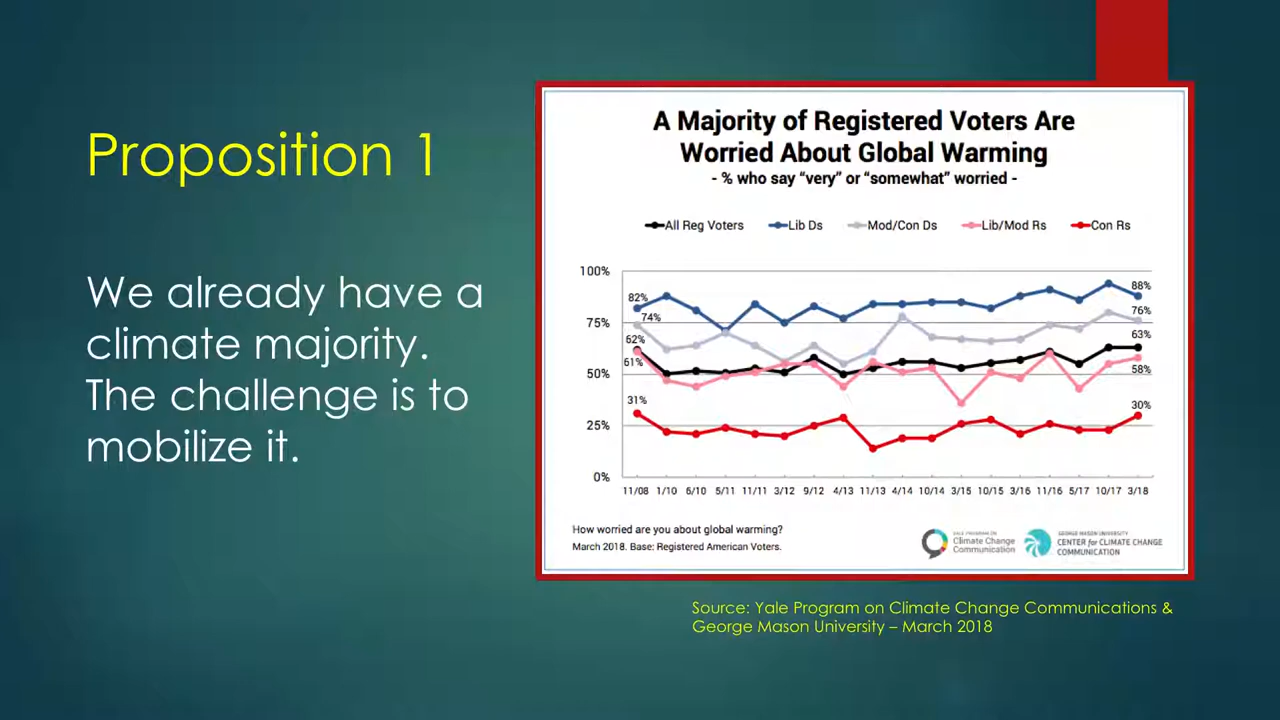 Proposition 1
We already have a
climate majority.
The challenge is to
mobilize it.
A Majority of Registered Voters Are
Worried About Global Warming
- % who say “very” or “somewhat” worried -
All Reg Voters Lib Ds Mod/Con Ds Lib/Mod Rs Con Rs
100%
75%
50%
25%
0%
82%
74%
62%
61%
31%
88%
76%
63%
58%
30%
11/08 1/10 6/10 5/11 11/11 3/12 9/12 4/13 11/13 4/14 10/14 3/15 10/15 3/16 11/16 5/17 10/17 3/18
How worried are you about global warming?
March 2018. Base: Registered American Voters.
YALE PROGRAM ON
Climate Change
Communication
GEORGE MASON UNIVERSITY
CENTER for CLIMATE CHANGE
COMMUNICATION
Source: Yale Program on Climate Change Communications &
George Mason University – March 2018